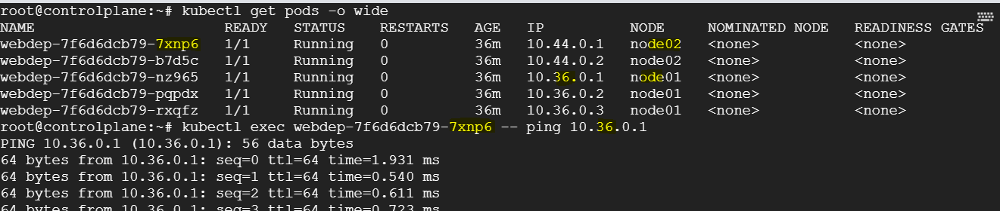 root@controlplane:~# kubectl get pods -o wide
NAME READY STATUS RESTARTS AGE IP NODE NOMINATED NODE READINESS GATES
webdep-7f6d6dcb79-7xnp6 1/1 Running 0 36m 10.44.0.1 node02 <none> <none>
webdep-7f6d6dcb79-b7d5c 1/1 Running 0 36m 10.44.0.2 node02 <none> <none>
webdep-7f6d6dcb79-nz965 1/1 Running 0 36m 10.36.0.1 node01 <none> <none>
webdep-7f6d6dcb79-pqpdx 1/1 Running 0 36m 10.36.0.2 node01 <none> <none>
webdep-7f6d6dcb79-rxqfz 1/1 Running 0 36m 10.36.0.3 node01 <none> <none>
root@controlplane:~# kubectl exec webdep-7f6d6dcb79-7xnp6 -- ping 10.36.0.1
PING 10.36.0.1 (10.36.0.1): 56 data bytes
64 bytes from 10.36.0.1: seq=0 ttl=64 time=1.931 ms
64 bytes from 10.36.0.1: seq=1 ttl=64 time=0.540 ms
64 bytes from 10.36.0.1: seq=2 ttl=64 time=0.611 ms
64 bytes from 10.36.0.1: seq=3 ttl=64 time=0.723 ms